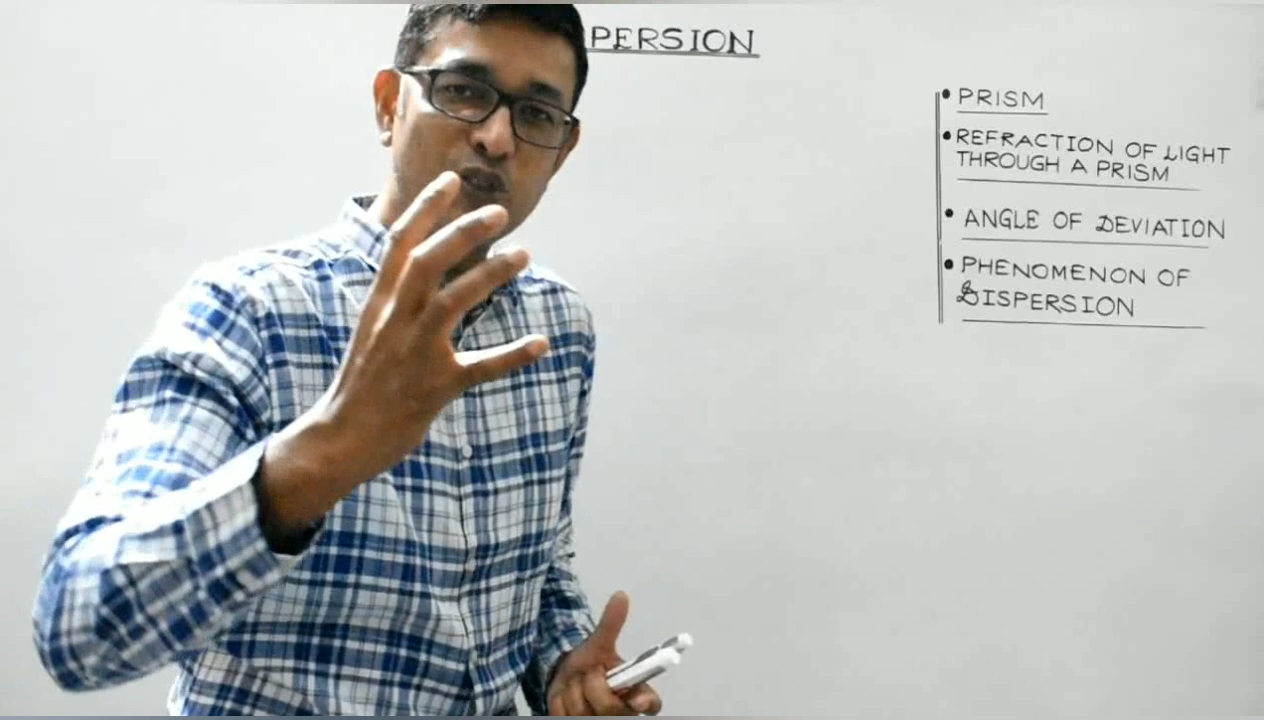 PERSION
• PRISM
• REFRACTION OF LIGHT
THROUGH A PRISM
• ANGLE OF DEVIATION
• PHENOMENON OF
DISPERSION